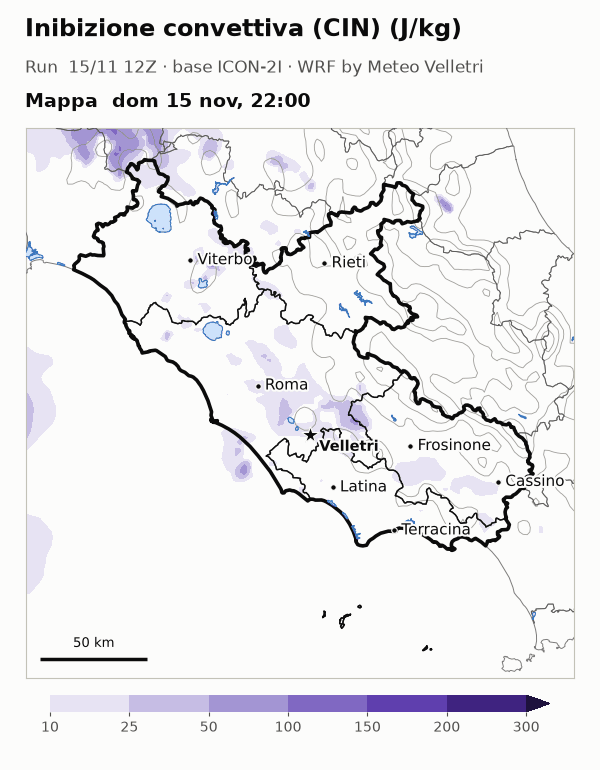 Inibizione convettiva (CIN) (J/kg)
Run 15/11 12Z · base ICON-2I · WRF by Meteo Velletri
Mappa dom 15 nov, 22:00
Viterbo
Rieti
Roma
Velletri
Frosinone
Latina
Cassino
Terracina
50 km
10 25 50 100 150 200 300